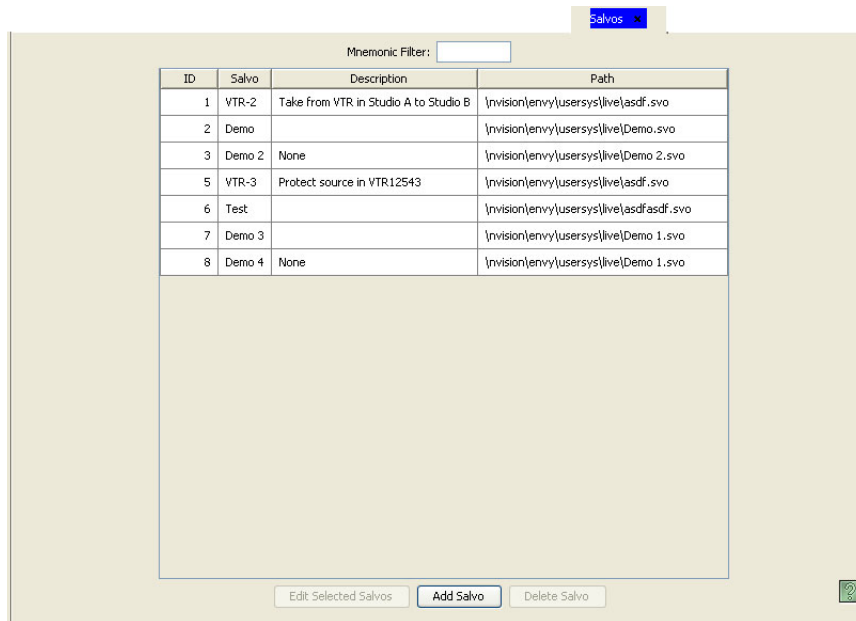 Salvos ×
Mnemonic Filter:
ID Salvo Description Path
1 VTR-2 Take from VTR in Studio A to Studio B \nvision\envy\usersys\live\asdf.svo
2 Demo \nvision\envy\usersys\live\Demo.svo
3 Demo 2 None \nvision\envy\usersys\live\Demo 2.svo
5 VTR-3 Protect source in VTR12543 \nvision\envy\usersys\live\asdf.svo
6 Test \nvision\envy\usersys\live\asdfasdf.svo
7 Demo 3 \nvision\envy\usersys\live\Demo 1.svo
8 Demo 4 None \nvision\envy\usersys\live\Demo 1.svo
Edit Selected Salvos Add Salvo Delete Salvo ?